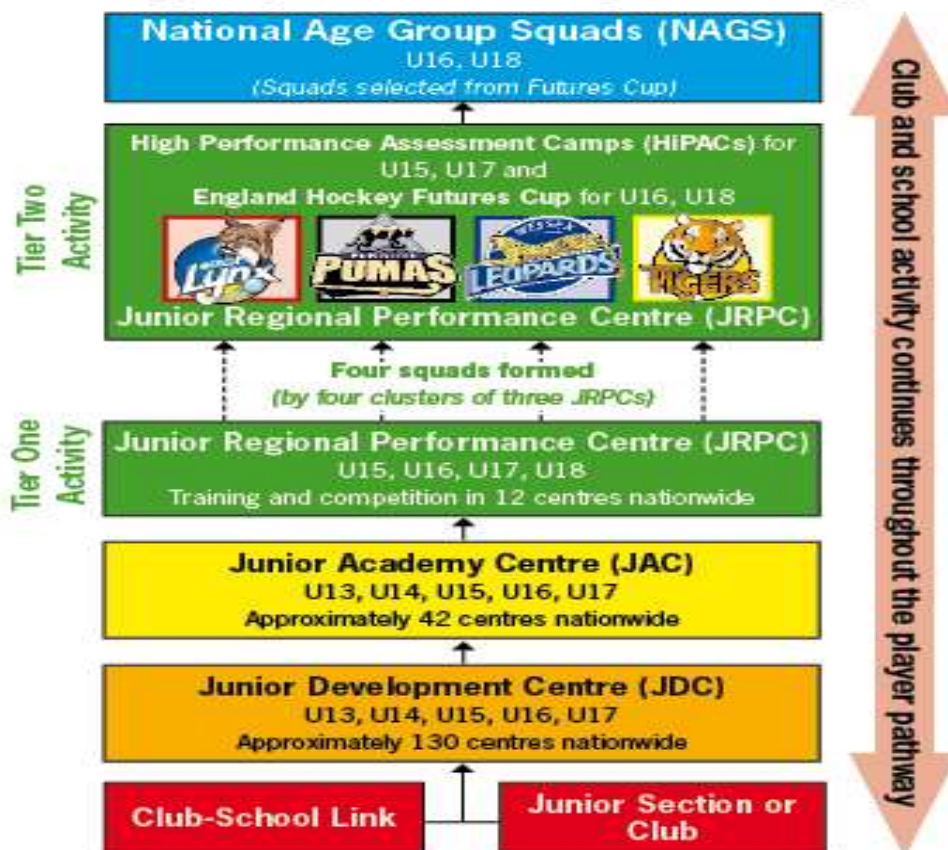 National Age Group Squads (NAGS)
U16, U18
(Squads selected from Futures Cup)
High Performance Assessment Camps (HiPACs) for
U15, U17 and
England Hockey Futures Cup for U16, U18
Lynx
PUMAS
LEOPARDS
TIGERS
Junior Regional Performance Centre (JRPC)
Tier Two
Activity
Four squads formed
(by four clusters of three JRPCs)
Junior Regional Performance Centre (JRPC)
U15, U16, U17, U18
Training and competition in 12 centres nationwide
Tier One
Activity
Junior Academy Centre (JAC)
U13, U14, U15, U16, U17
Approximately 42 centres nationwide
Junior Development Centre (JDC)
U13, U14, U15, U16, U17
Approximately 130 centres nationwide
Club-School Link
Junior Section or
Club
Club and school activity continues throughout the player pathway